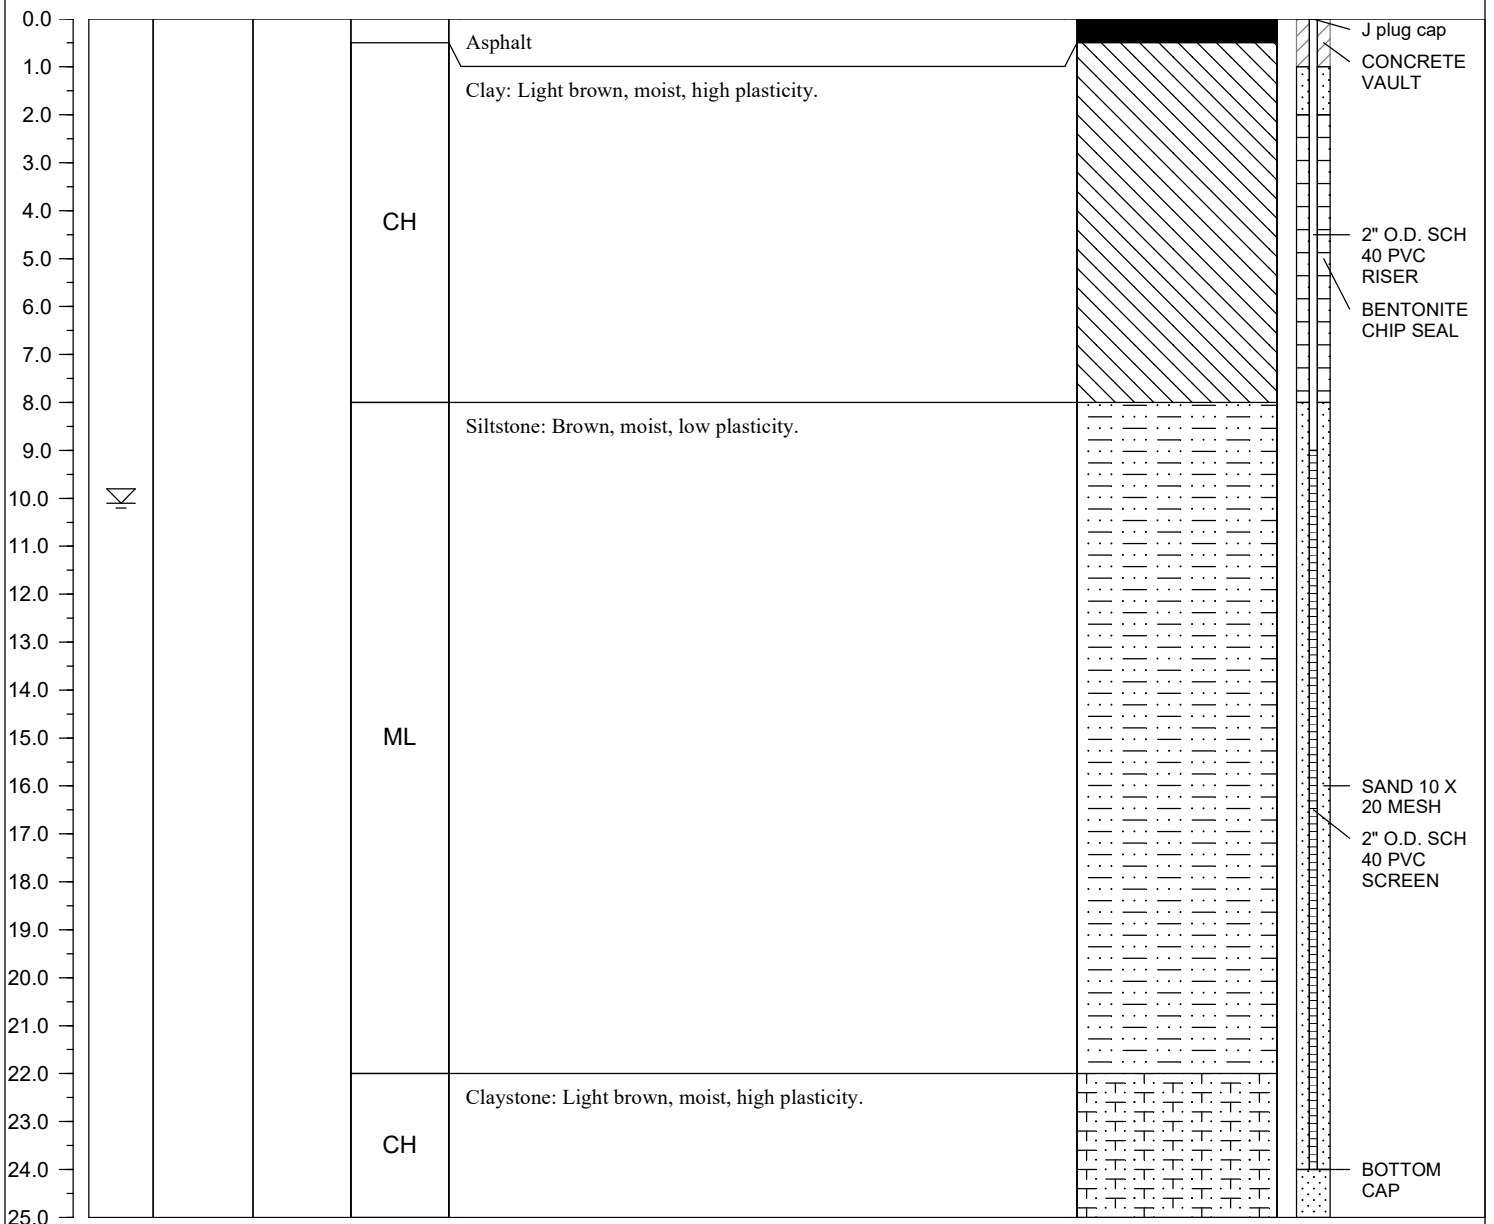 0.0
J plug cap
Asphalt
CONCRETE
VAULT
1.0
Clay: Light brown, moist, high plasticity.
2.0
3.0
4.0
CH
2" O.D. SCH
40 PVC
RISER
5.0
6.0
BENTONITE
CHIP SEAL
7.0
8.0
Siltstone: Brown, moist, low plasticity.
9.0
10.0
11.0
12.0
13.0
14.0
15.0
ML
16.0
SAND 10 X
20 MESH
17.0
2" O.D. SCH
40 PVC
SCREEN
18.0
19.0
20.0
21.0
22.0
Claystone: Light brown, moist, high plasticity.
23.0
CH
24.0
BOTTOM
CAP
25.0